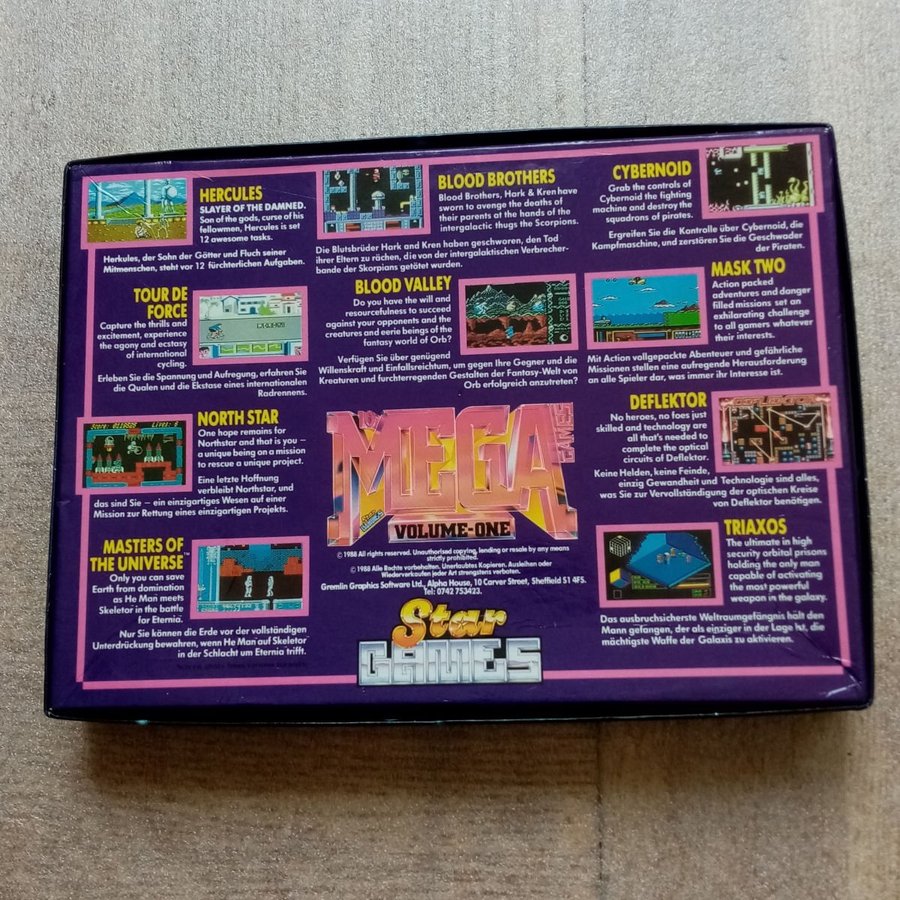 HERCULES
SLAYER OF THE DAMNED.
Son of the gods, curse of his
fellowmen, Hercules is set
12 awesome tasks.
Herkules, der Sohn der Götter und Fluch seiner
Mitmenschen, steht vor 12 fürchterlichen Aufgaben.
BLOOD BROTHERS
Blood Brothers, Hark & Kren have
sworn to avenge the deaths of
their parents at the hands of the
intergalactic thugs the Scorpions.
Die Blutsbrüder Hark and Kren haben geschworen, den Tod
ihrer Eltern zu rächen, die von der intergalaktischen Verbrecher-
bande der Skorpians getötet wurden.
CYBERNOID
Grab the controls of
Cybernoid the fighting
machine and destroy the
squadrons of pirates.
Ergreifen Sie die Kontrolle über Cybernoid, die
Kampfmaschine, und zerstören Sie die Geschwader
der Piraten.
TOUR DE
FORCE
Capture the thrills and
excitement, experience
the agony and ecstasy
of international
cycling.
Erleben Sie die Spannung und Aufregung, erfahren Sie
die Qualen und die Ekstase eines internationalen
Radrennens.
BLOOD VALLEY
Do you have the will and
resourcefulness to succeed
against your opponents and the
creatures and eerie beings of the
fantasy world of Orb?
Verfügen Sie über genügend
Willenskraft und Einfallsreichtum, um gegen Ihre Gegner und die
Kreaturen und furchterregenden Gestalten der Fantasy-Welt von
Orb erfolgreich anzutreten?
MASK TWO
Action packed
adventures and danger
filled missions set an
exhilarating challenge
to all gamers whatever
their interests.
Mit Action vollgepackte Abenteuer und gefährliche
Missionen stellen eine aufregende Herausforderung
an alle Spieler dar, was immer ihr Interesse ist.
Score: 0110920 Lives: 6
NORTH STAR
One hope remains for
Northstar and that is you –
a unique being on a mission
to rescue a unique project.
Eine letzte Hoffnung
verbleibt Northstar, und
das sind Sie – ein einzigartiges Wesen auf einer
Mission zur Rettung eines einzigartigen Projekts.
10 MEGA GAMES
Star GAMES
VOLUME-ONE
© 1988 All rights reserved. Unauthorised copying, lending or resale by any means
strictly prohibited.
© 1988 Alle Rechte vorbehalten. Unerlaubtes Kopieren. Ausleihen oder
Wiederverkaufen jeder Art strengstens verboten.
Gremlin Graphics Software Ltd., Alpha House, 10 Carver Street, Sheffield S1 4FS.
Tel: 0742 753423.
DEFLEKTOR
No heroes, no foes just
skilled and technology are
all that's needed to
complete the optical
circuits of Deflektor.
Keine Helden, keine Feinde,
einzig Gewandheit und Technologie sind alles,
was Sie zur Vervollständigung der optischen Kreise
von Deflektor benötigen.
DEFLEKTOR
MASTERS OF
THE UNIVERSE™
Only you can save
Earth from domination
as He Man meets
Skeletor in the battle
for Eternia.
Nur Sie können die Erde vor der vollständigen
Unterdrückung bewahren, wenn He Man auf Skeletor
in der Schlacht um Eternia trifft.
TRIAXOS
The ultimate in high
security orbital prisons
holding the only man
capable of activating
the most powerful
weapon in the galaxy.
Das ausbruchsicherste Weltraumgefängnis hält den
Mann gefangen, der als einziger in der Lage ist, die
mächtigste Waffe der Galaxis zu aktivieren.
Star
GAMES